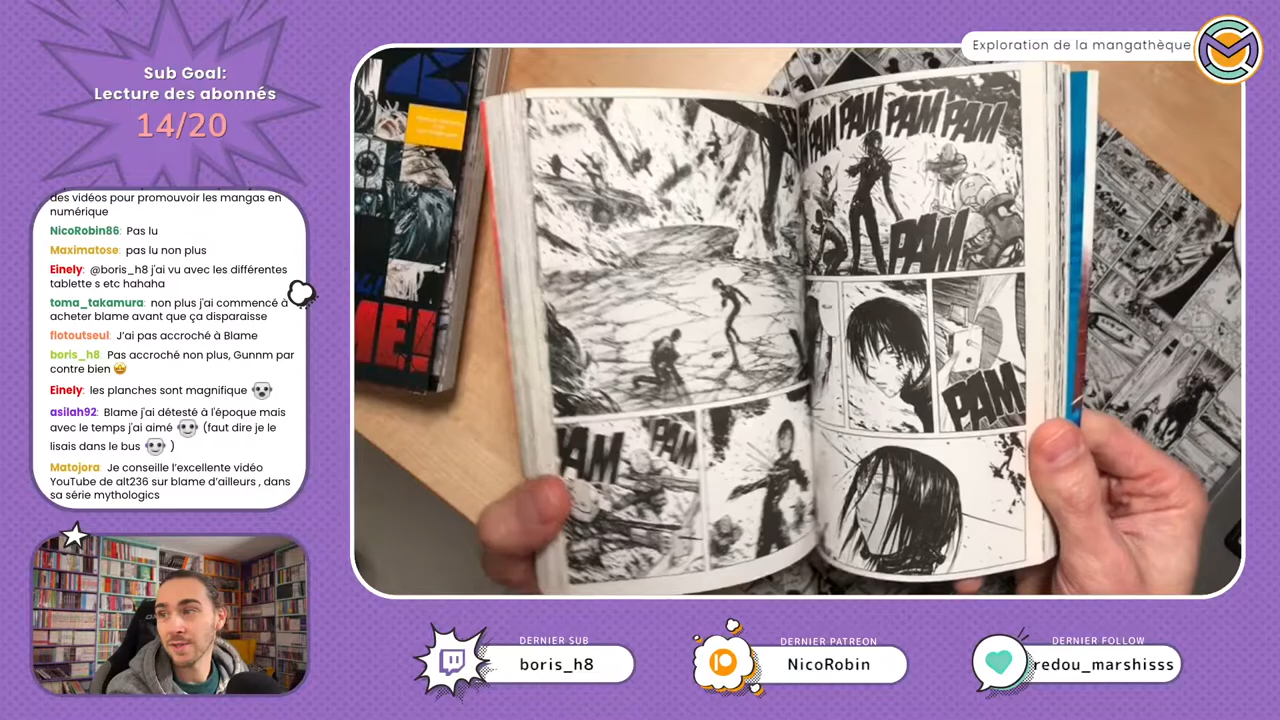 Sub Goal:
Lecture des abonnés
14/20
des vidéos pour promouvoir les mangas en
numérique
NicoRobin86: Pas lu
Maximatose: pas lu non plus
Einely: @boris_h8 j'ai vu avec les différentes
tablette s etc hahaha
toma_takamura: non plus j'ai commencé à
acheter blame avant que ça disparaisse
flotoutseul: J'ai pas accroché à Blame
boris_h8: Pas accroché non plus, Gunnm par
contre bien
Einely: les planches sont magnifique
asilah92: Blame j'ai détesté à l'époque mais
avec le temps j'ai aimé (faut dire je le
lisais dans le bus )
Matojora: Je conseille l'excellente vidéo
YouTube de alt236 sur blame d'ailleurs , dans
sa série mythologics
Exploration de la mangathèque
ME!
PAM PAM PAM PAM
PAM
PAM
PAM PAM
DERNIER SUB
boris_h8
DERNIER PATREON
NicoRobin
DERNIER FOLLOW
redou_marshisss